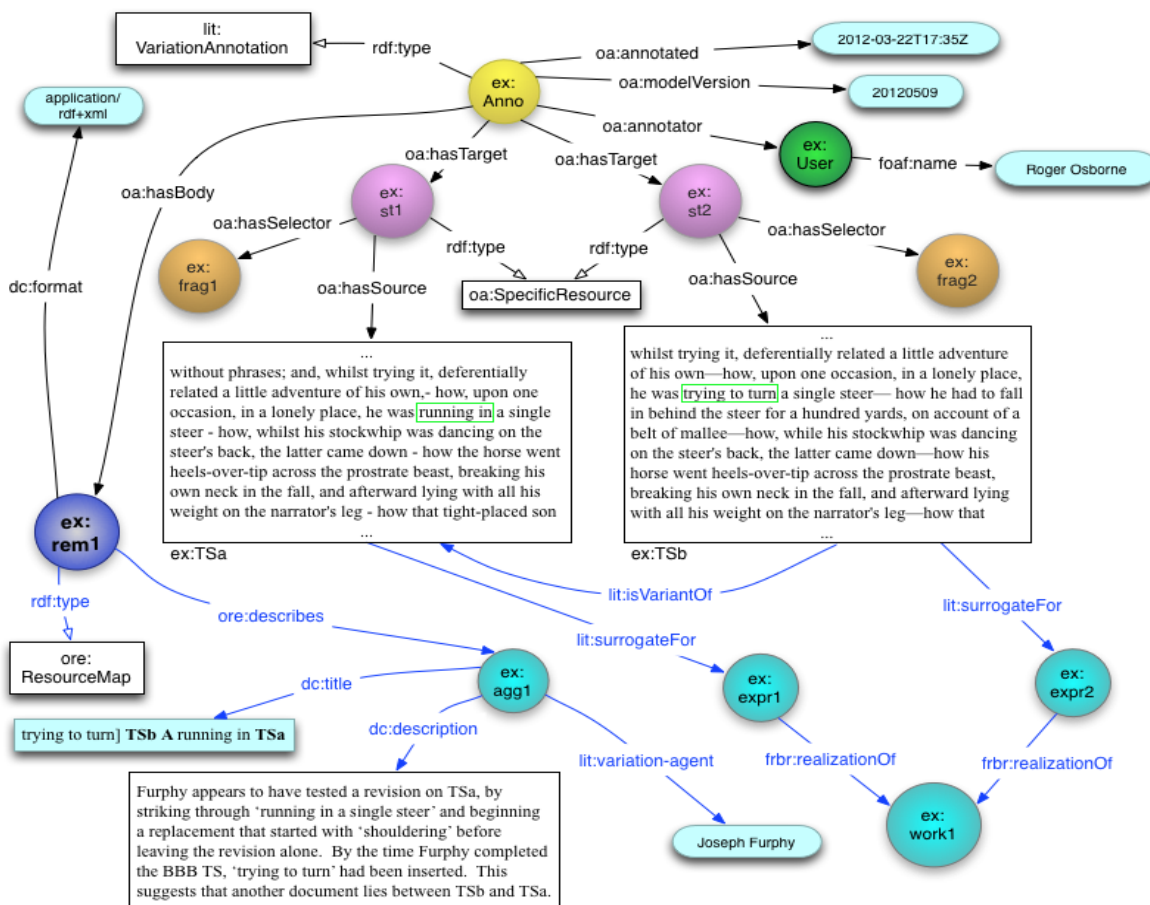 lit:
VariationAnnotation
rdf:type
oa:annotated
2012-03-22T17:35Z
ex:
Anno
oa:modelVersion
20120509
application/
rdf+xml
oa:annotator
ex:
User
foaf:name
Roger Osborne
oa:hasTarget
oa:hasTarget
oa:hasBody
ex:
st1
ex:
st2
oa:hasSelector
oa:hasSelector
rdf:type
rdf:type
ex:
frag1
ex:
frag2
dc:format
oa:hasSource
oa:hasSource
oa:SpecificResource
...
without phrases; and, whilst trying it, deferentially
related a little adventure of his own,- how, upon one
occasion, in a lonely place, he was running in a single
steer - how, whilst his stockwhip was dancing on the
steer's back, the latter came down - how the horse went
heels-over-tip across the prostrate beast, breaking his
own neck in the fall, and afterward lying with all his
weight on the narrator's leg - how that tight-placed son
...
ex:TSa
...
whilst trying it, deferentially related a little adventure
of his own—how, upon one occasion, in a lonely place,
he was trying to turn a single steer— how he had to fall
in behind the steer for a hundred yards, on account of a
belt of mallee—how, while his stockwhip was dancing
on the steer's back, the latter came down—how his
horse went heels-over-tip across the prostrate beast,
breaking his own neck in the fall, and afterward lying
with all his weight on the narrator's leg—how that
...
ex:TSb
ex:
rem1
rdf:type
ore:describes
lit:isVariantOf
lit:surrogateFor
lit:surrogateFor
ore:
ResourceMap
ex:
agg1
ex:
expr1
ex:
expr2
dc:title
trying to turn] TSb A running in TSa
dc:description
lit:variation-agent
frbr:realizationOf
frbr:realizationOf
Furphy appears to have tested a revision on TSa, by
striking through ‘running in a single steer’ and beginning
a replacement that started with ‘shouldering’ before
leaving the revision alone.  By the time Furphy completed
the BBB TS, ‘trying to turn’ had been inserted.  This
suggests that another document lies between TSb and TSa.
Joseph Furphy
ex:
work1